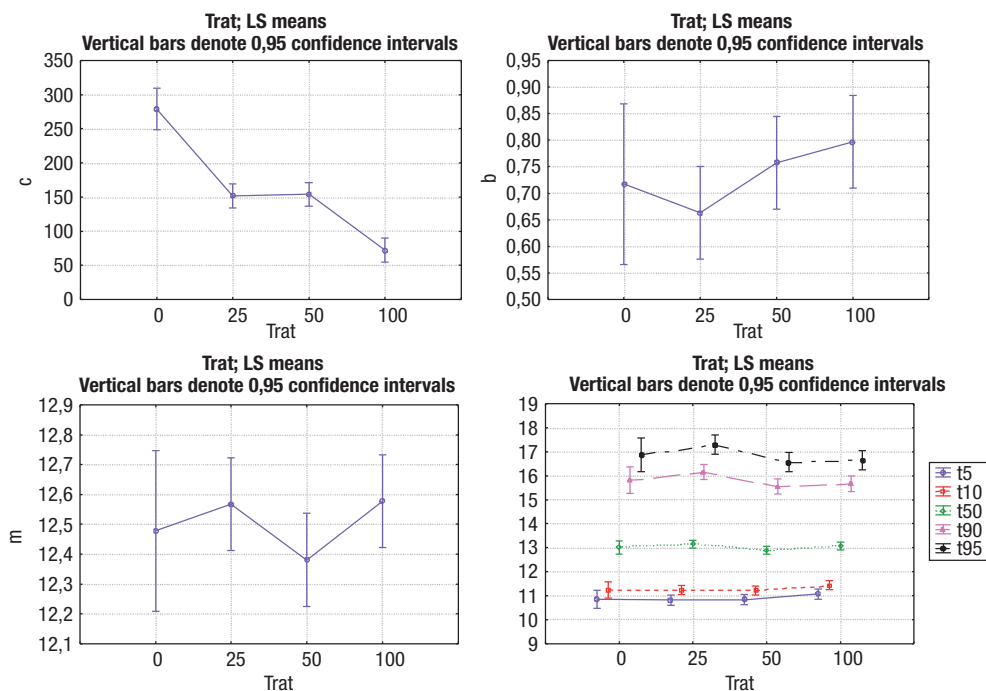 Trat; LS means
Vertical bars denote 0,95 confidence intervals
350
300
250
200
150
100
50
0
c
0 25 50 100
Trat
Trat; LS means
Vertical bars denote 0,95 confidence intervals
0,95
0,90
0,85
0,80
0,75
0,70
0,65
0,60
0,55
0,50
b
0 25 50 100
Trat
Trat; LS means
Vertical bars denote 0,95 confidence intervals
12,9
12,8
12,7
12,6
12,5
12,4
12,3
12,2
12,1
m
0 25 50 100
Trat
Trat; LS means
Vertical bars denote 0,95 confidence intervals
19
18
17
16
15
14
13
12
11
10
9
0 25 50 100
Trat
t5
t10
t50
t90
t95